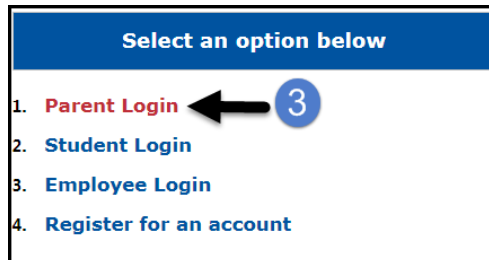 Select an option below
1. Parent Login 3
2. Student Login
3. Employee Login
4. Register for an account